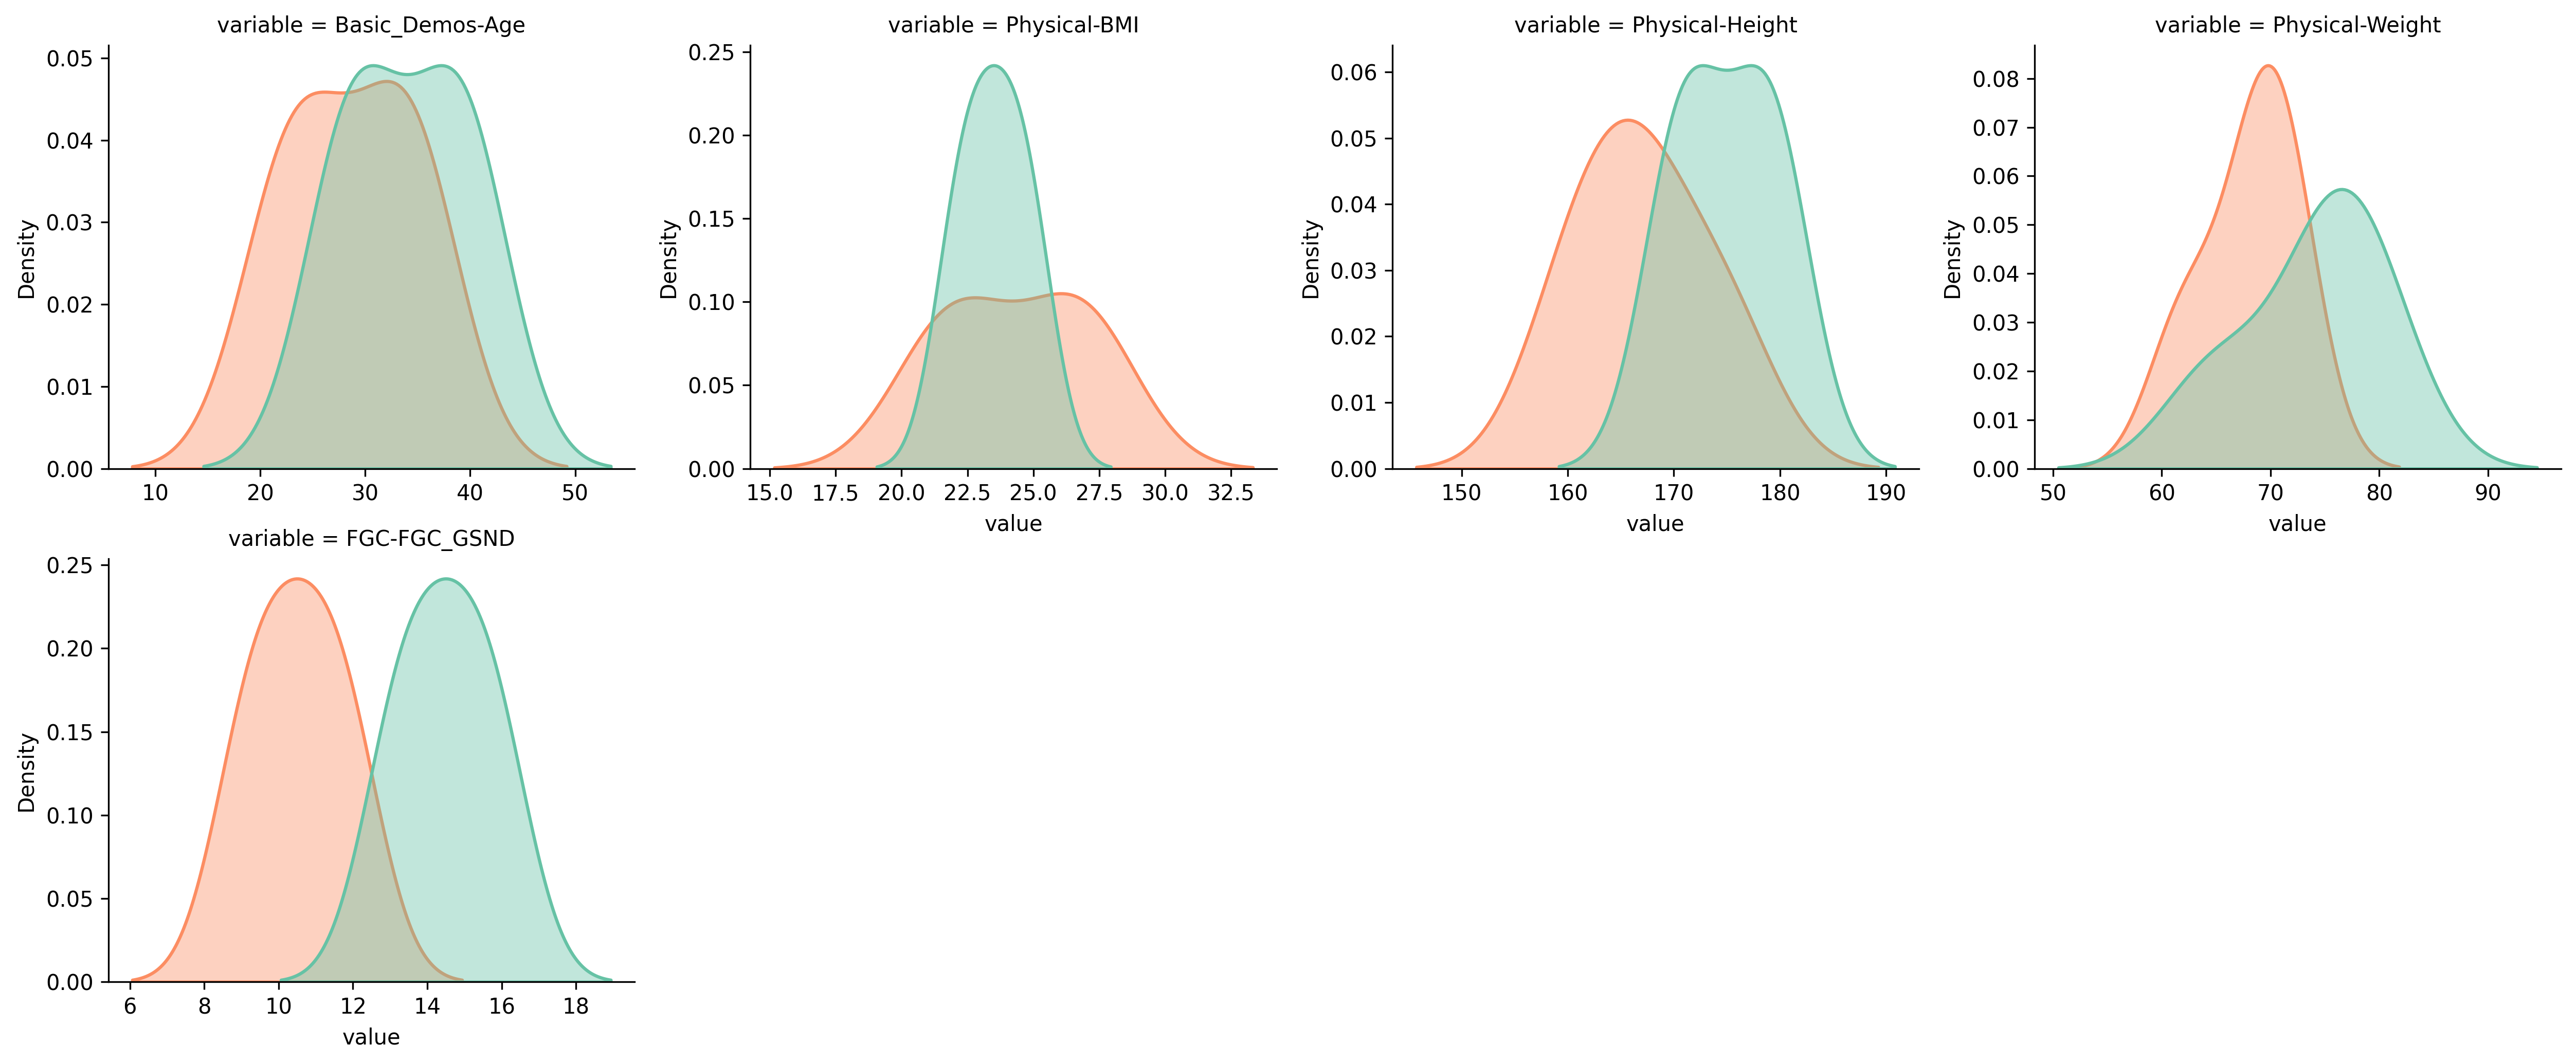 variable = Basic_Demos-Age
0.05
0.04
0.03
0.02
0.01
0.00
Density
10 20 30 40 50
variable = Physical-BMI
0.25
0.20
0.15
0.10
0.05
0.00
Density
15.0 17.5 20.0 22.5 25.0 27.5 30.0 32.5
value
variable = Physical-Height
0.06
0.05
0.04
0.03
0.02
0.01
0.00
Density
150 160 170 180 190
value
variable = Physical-Weight
0.08
0.07
0.06
0.05
0.04
0.03
0.02
0.01
0.00
Density
50 60 70 80 90
value
variable = FGC-FGC_GSND
0.25
0.20
0.15
0.10
0.05
0.00
Density
6 8 10 12 14 16 18
value